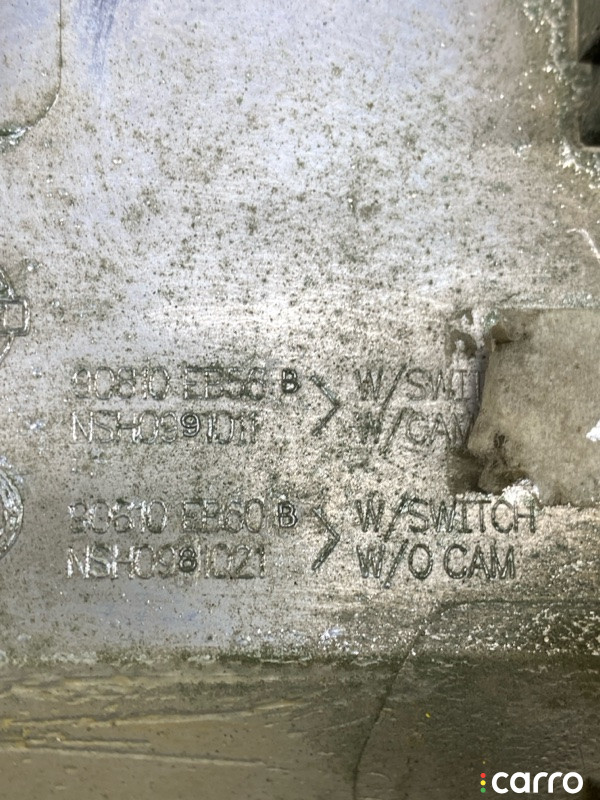 90810 EB56 B > W/SWIT
NSH0991011 W/CAM
90810 EB60 B > W/SWITCH
NSH0981021 W/O CAM
carro